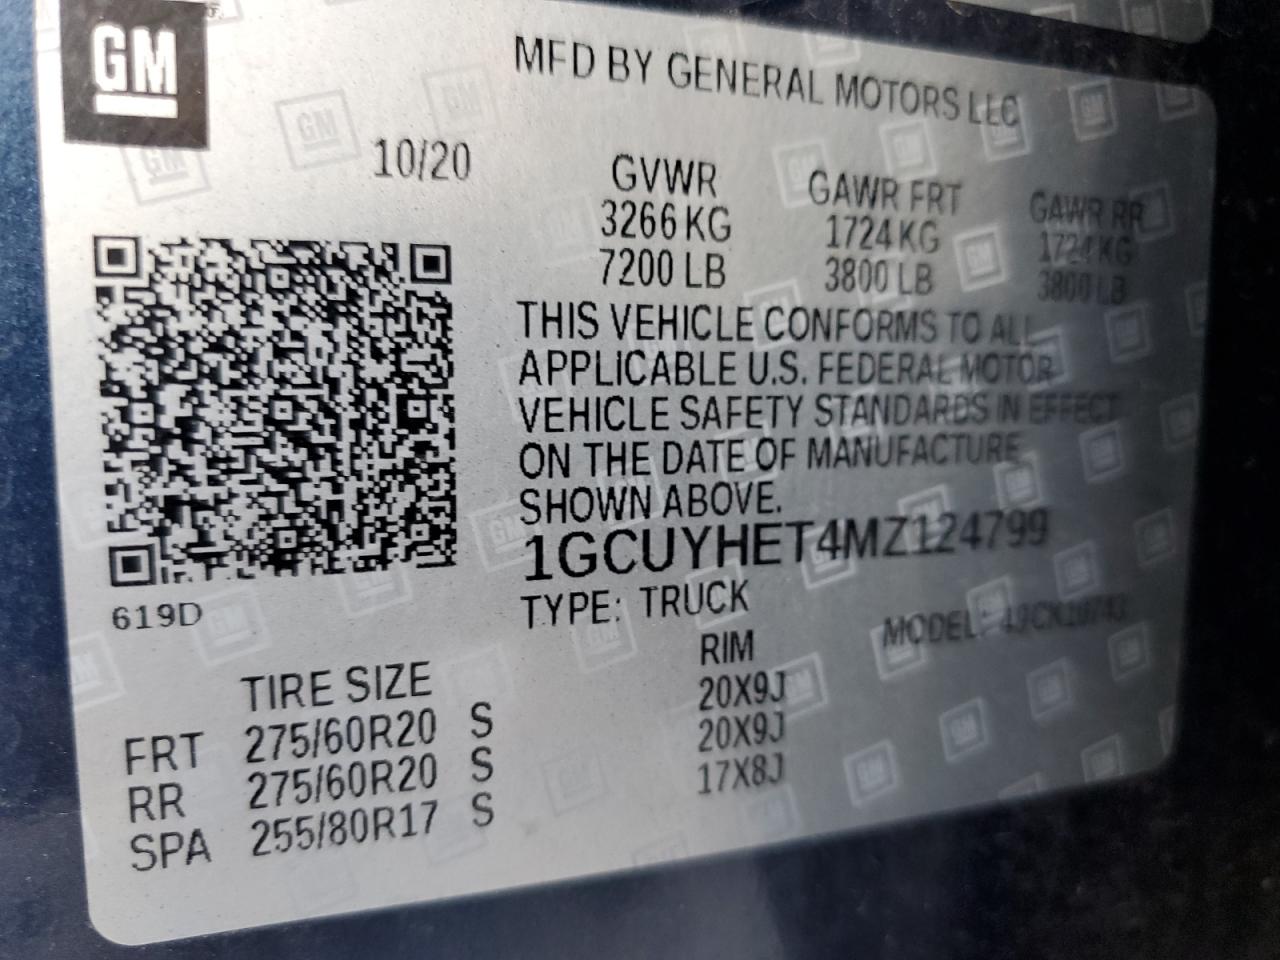 GM
MFD BY GENERAL MOTORS LLC
10/20
GVWR GAWR FRT GAWR RR
3266 KG 1724 KG 1724 KG
7200 LB 3800 LB 3800 LB
THIS VEHICLE CONFORMS TO ALL
APPLICABLE U.S. FEDERAL MOTOR
VEHICLE SAFETY STANDARDS IN EFFECT
ON THE DATE OF MANUFACTURE
SHOWN ABOVE.
1GCUYHET4MZ124799
TYPE: TRUCK MODEL:
619D
TIRE SIZE RIM
FRT 275/60R20 S 20X9J
RR 275/60R20 S 20X9J
SPA 255/80R17 S 17X8J